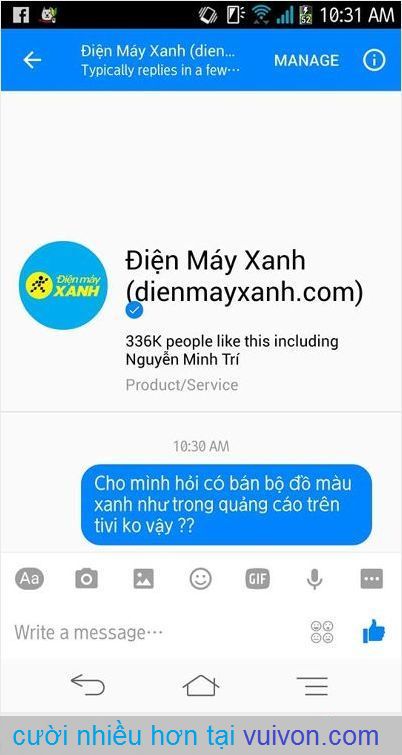 10:31 AM
52
Điện Máy Xanh (dien...
Typically replies in a few...
MANAGE
Điện máy
XANH
Điện Máy Xanh
(dienmayxanh.com)
336K people like this including
Nguyễn Minh Trí
Product/Service
10:30 AM
Cho mình hỏi có bán bộ đồ màu
xanh như trong quảng cáo trên
tivi ko vậy ??
Aa
GIF
Write a message...
cười nhiều hơn tại vuivon.com